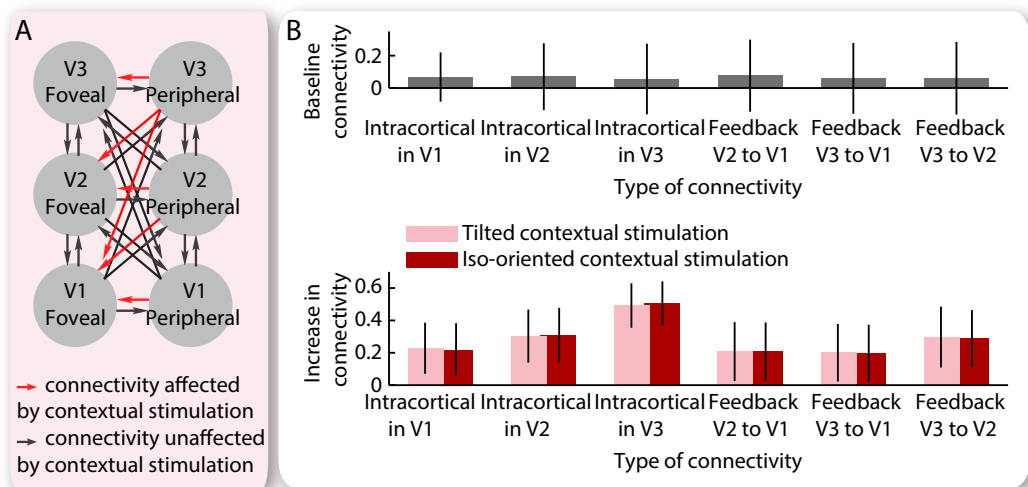 A
V3
Foveal
V3
Peripheral
V2
Foveal
V2
Peripheral
V1
Foveal
V1
Peripheral
connectivity affected
by contextual stimulation
connectivity unaffected
by contextual stimulation
B
Baseline
connectivity
0.2
0
Intracortical
in V1
Intracortical
in V2
Intracortical
in V3
Feedback
V2 to V1
Feedback
V3 to V1
Feedback
V3 to V2
Type of connectivity
Tilted contextual stimulation
Iso-oriented contextual stimulation
Increase in
connectivity
0.6
0.4
0.2
0
Intracortical
in V1
Intracortical
in V2
Intracortical
in V3
Feedback
V2 to V1
Feedback
V3 to V1
Feedback
V3 to V2
Type of connectivity